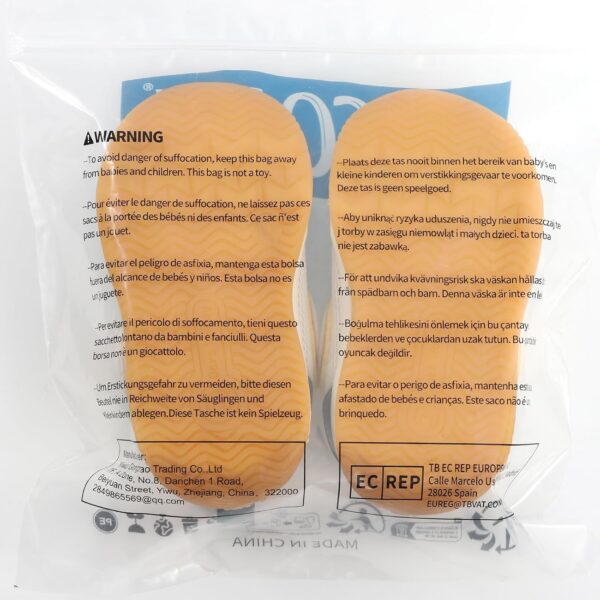 WARNING
--To avoid danger of suffocation, keep this bag away
from babies and children. This bag is not a toy.
--Pour éviter le danger de suffocation, ne laissez pas ces
sacs à la portée des bébés ni des enfants. Ce sac ñ'est
pas un jouet.
--Para evitar el peligro de asfixia, mantenga esta bolsa
fuera del alcance de bebés y niños. Esta bolsa no es
un juguete.
--Per evitare il pericolo di soffocamento, tieni questo
sacchetto lontano da bambini e fanciulli. Questa
borsa non è un giocattolo.
--Um Erstickungsgefahr zu vermeiden, bitte diesen
Beutel nie in Reichweite von Säuglingen und
Kleinkindern ablegen.Diese Tasche ist kein Spielzeug.
Trading Co.,Ltd
No.8, Danchen 1 Road,
Beiyuan Street, Yiwu, Zhejiang, China, 322000
2849865569@qq.com
--Plaats deze tas nooit binnen het bereik van baby's en
kleine kinderen om verstikkingsgevaar te voorkomen.
Deze tas is geen speelgoed.
--Aby uniknąć ryzyka uduszenia, nigdy nie umieszczaj te
j torby w zasięgu niemowląt i małych dzieci. ta torba
nie jest zabawką.
--För att undvika kvävningsrisk ska väskan hållas
från spädbarn och barn. Denna väska är inte en
--Boğulma tehlikesini önlemek için bu çantay
bebeklerden ve çocuklardan uzak tutun. Bu
oyuncak değildir.
--Para evitar o perigo de asfixia, mantenha
afastado de bebés e crianças. Este saco não é
brinquedo.
EC REP
TB EC REP EUROPE
Calle Marcelo
28026 Spain
EUREG@TBVAT.COM
PE
MADE IN CHINA